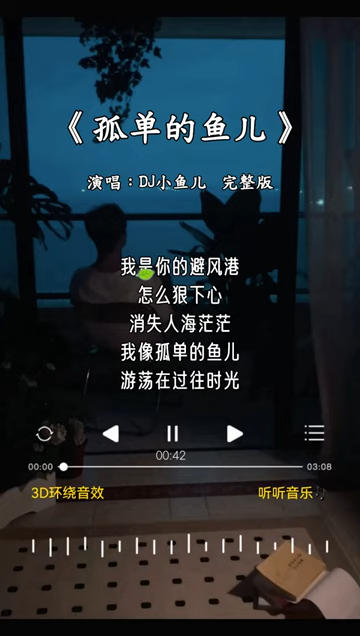 《孤单的鱼儿》
演唱：DJ小鱼儿 完整版
我是你的避风港
怎么狠下心
消失人海茫茫
我像孤单的鱼儿
游荡在过往时光
00:42
00:00 03:08
3D环绕音效 听听音乐